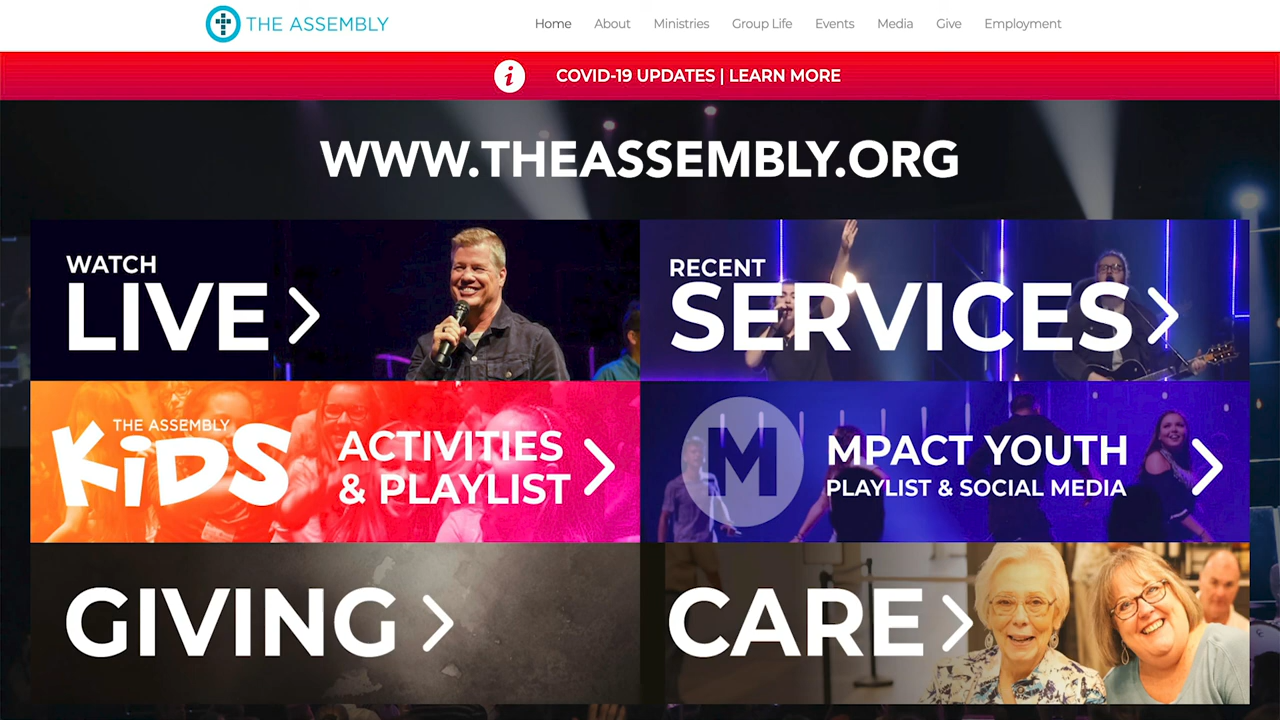 THE ASSEMBLY
Home About Ministries Group Life Events Media Give Employment
i COVID-19 UPDATES | LEARN MORE
WWW.THEASSEMBLY.ORG
WATCH
LIVE
RECENT
SERVICES
THE ASSEMBLY
KiDS
ACTIVITIES
& PLAYLIST
M
MPACT YOUTH
PLAYLIST & SOCIAL MEDIA
GIVING
CARE